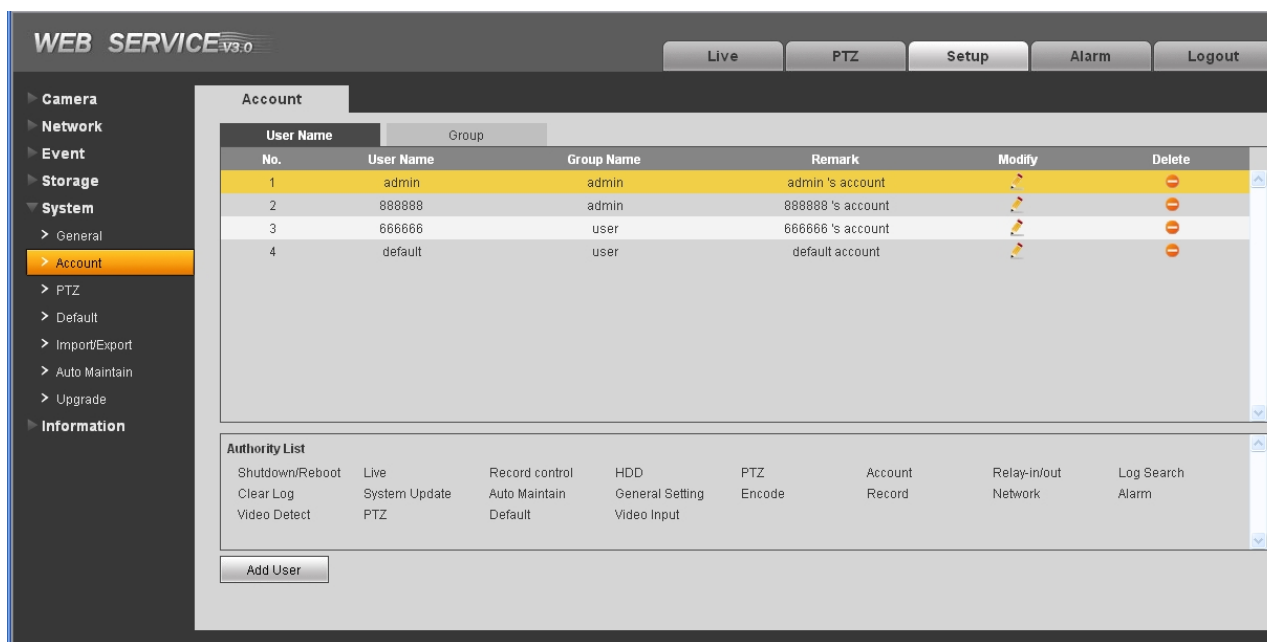 WEB SERVICE V3.0
Live PTZ Setup Alarm Logout
Camera
Network
Event
Storage
System
General
Account
PTZ
Default
Import/Export
Auto Maintain
Upgrade
Information
Account
User Name Group
No. User Name Group Name Remark Modify Delete
1 admin admin admin 's account
2 888888 admin 888888 's account
3 666666 user 666666 's account
4 default user default account
Authority List
Shutdown/Reboot Live Record control HDD PTZ Account Relay-in/out Log Search
Clear Log System Update Auto Maintain General Setting Encode Record Network Alarm
Video Detect PTZ Default Video Input
Add User